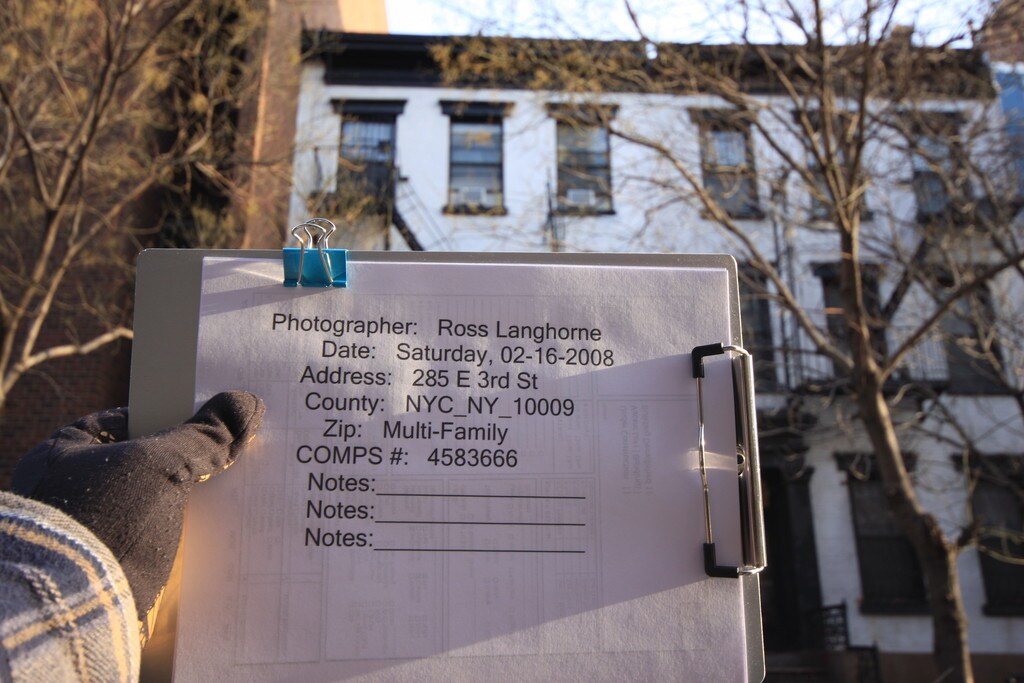 Photographer: Ross Langhorne
Date: Saturday, 02-16-2008
Address: 285 E 3rd St
County: NYC_NY_10009
Zip: Multi-Family
COMPS #: 4583666
Notes:
Notes:
Notes: